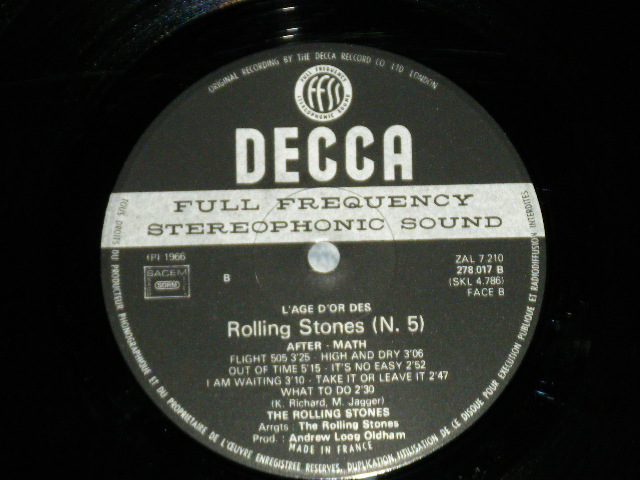 ORIGINAL RECORDING BY THE DECCA RECCORD CO LTD LONDON
FULL FREQUENCY
ffss
STEREOPHONIC SOUND
DECCA
FULL FREQUENCY
STEREOPHONIC SOUND
(P) 1966
SACEM
SDRM
B
ZAL 7.210
278.017 B
(SKL 4.786)
FACE B
L'AGE D'OR DES
Rolling Stones (N. 5)
AFTER - MATH
FLIGHT 505 3'25 - HIGH AND DRY 3'06
OUT OF TIME 5'15 - IT'S NO EASY 2'52
I AM WAITING 3'10 - TAKE IT OR LEAVE IT 2'47
WHAT TO DO 2'30
(K. Richard, M. Jagger)
THE ROLLING STONES
Arrgts : The Rolling Stones
Prod. : Andrew Loog Oldham
MADE IN FRANCE
TOUS DROITS DU PRODUCTEUR PHONOGRAPHIQUE ET DU PROPRIETAIRE DE L'ŒUVRE ENREGISTREE RESERVES. DUPLICATION, UTILISATION DE CE DISQUE POUR EXECUTION PUBLIQUE ET RADIODIFFUSION INTERDITES